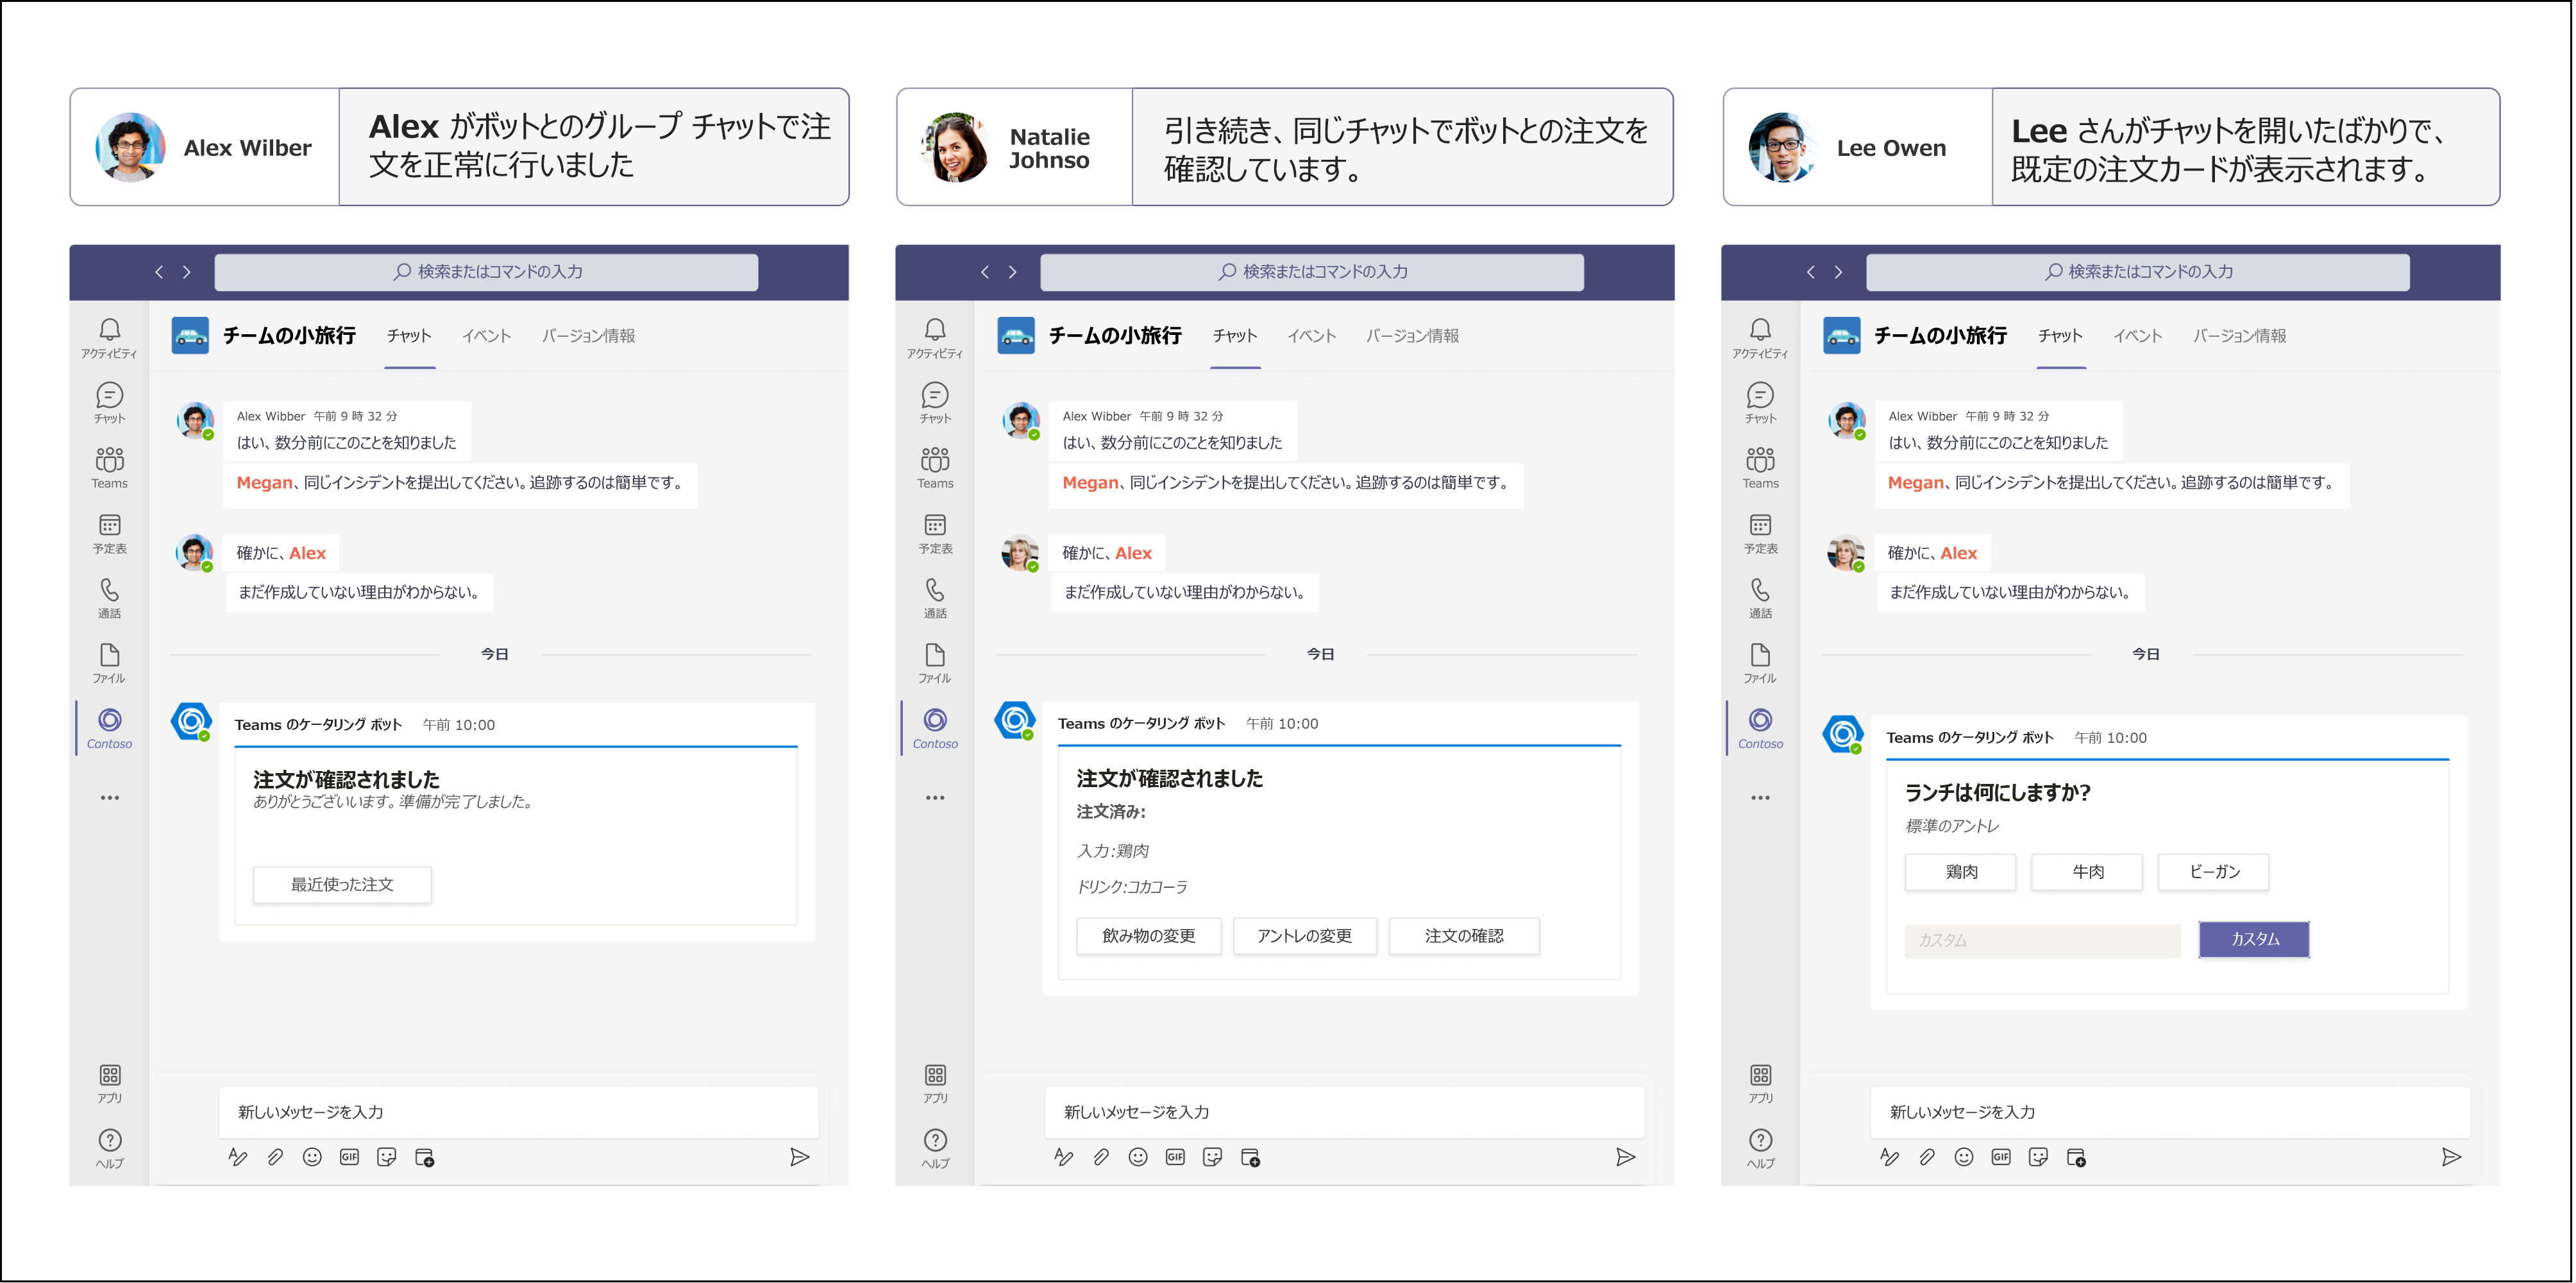 Alex Wilber
Alex がボットとのグループ チャットで注
文を正常に行いました
Natalie
Johnso
引き続き、同じチャットでボットとの注文を
確認しています。
Lee Owen
Lee さんがチャットを開いたばかりで、
既定の注文カードが表示されます。
検索またはコマンドの入力
アクティビティ
チャット
Teams
予定表
通話
ファイル
Contoso
アプリ
ヘルプ
チームの小旅行 チャット イベント バージョン情報
Alex Wibber 午前 9 時 32 分
はい、数分前にこのことを知りました
Megan、同じインシデントを提出してください。追跡するのは簡単です。
確かに、Alex
まだ作成していない理由がわからない。
今日
Teams のケータリング ボット 午前 10:00
注文が確認されました
ありがとうございいます。準備が完了しました。
最近使った注文
新しいメッセージを入力
GIF
検索またはコマンドの入力
アクティビティ
チャット
Teams
予定表
通話
ファイル
Contoso
アプリ
ヘルプ
チームの小旅行 チャット イベント バージョン情報
Alex Wibber 午前 9 時 32 分
はい、数分前にこのことを知りました
Megan、同じインシデントを提出してください。追跡するのは簡単です。
確かに、Alex
まだ作成していない理由がわからない。
今日
Teams のケータリング ボット 午前 10:00
注文が確認されました
注文済み:
入力:鶏肉
ドリンク:コカコーラ
飲み物の変更 アントレの変更 注文の確認
新しいメッセージを入力
GIF
検索またはコマンドの入力
アクティビティ
チャット
Teams
予定表
通話
ファイル
Contoso
アプリ
ヘルプ
チームの小旅行 チャット イベント バージョン情報
Alex Wibber 午前 9 時 32 分
はい、数分前にこのことを知りました
Megan、同じインシデントを提出してください。追跡するのは簡単です。
確かに、Alex
まだ作成していない理由がわからない。
今日
Teams のケータリング ボット 午前 10:00
ランチは何にしますか?
標準のアントレ
鶏肉 牛肉 ビーガン
カスタム カスタム
新しいメッセージを入力
GIF